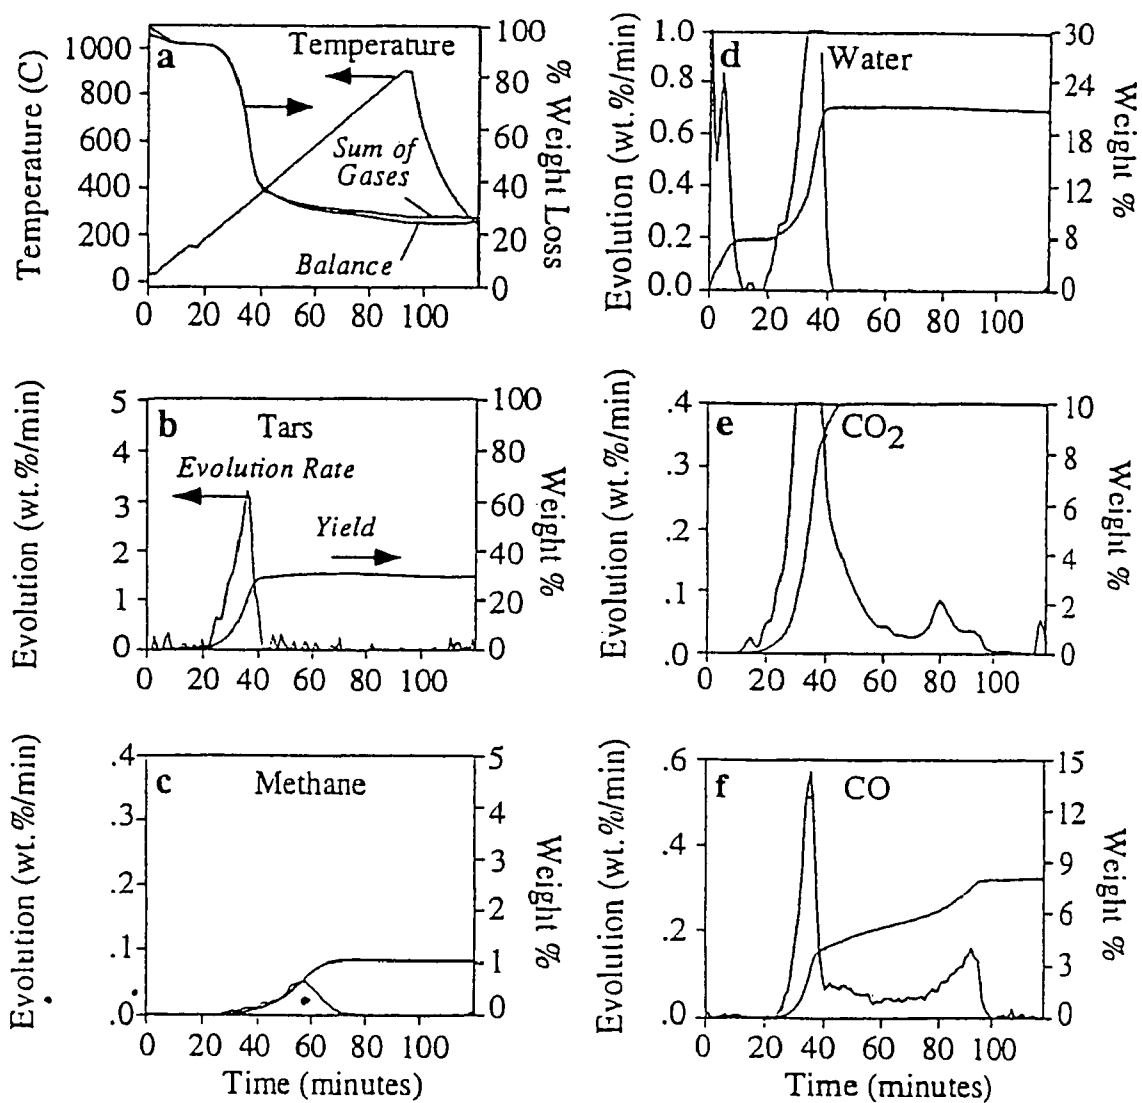 a
Temperature
Sum of
Gases
Balance
Temperature (C)
1000
800
600
400
200
0
% Weight Loss
100
80
60
40
20
0
0 20 40 60 80 100
d
Water
Evolution (wt.%/min)
1.0
0.8
0.6
0.4
0.2
0.0
Weight %
30
24
18
12
8
0
0 20 40 60 80 100
b
Tars
Evolution Rate
Yield
Evolution (wt.%/min)
5
4
3
2
1
0
Weight %
100
80
60
40
20
0
0 20 40 60 80 100
e
CO2
Evolution (wt.%/min)
.4
.3
.2
.1
.0
Weight %
10
8
6
4
2
0
0 20 40 60 80 100
c
Methane
Evolution (wt.%/min)
.4
.3
.2
.1
.0
Weight %
5
4
3
2
1
0
0 20 40 60 80 100
Time (minutes)
f
CO
Evolution (wt.%/min)
.6
.4
.2
.0
Weight %
15
12
9
6
3
0
0 20 40 60 80 100
Time (minutes)